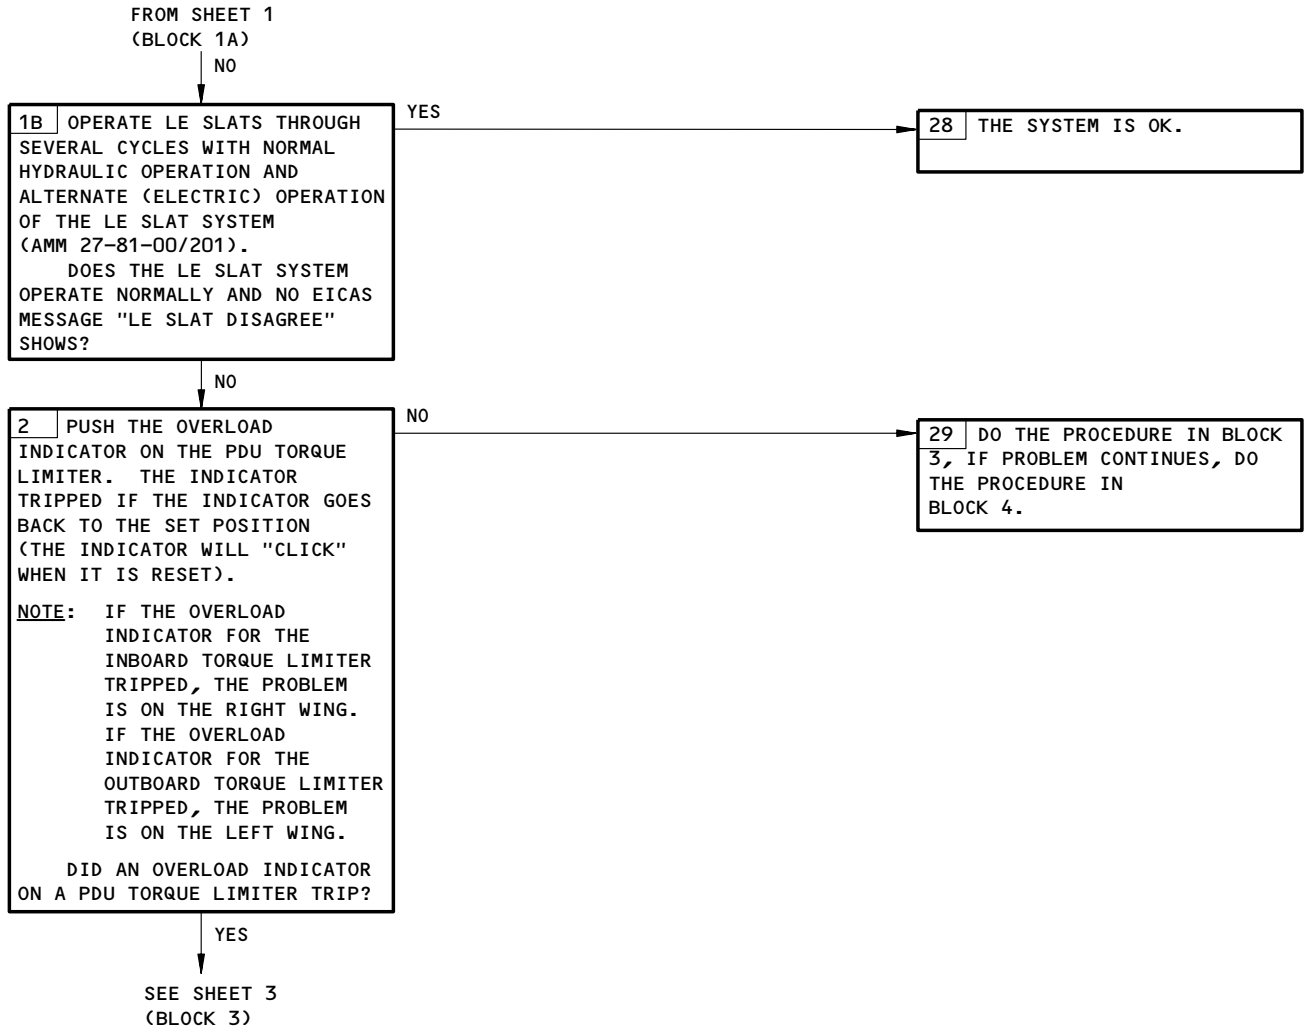 FROM SHEET 1
(BLOCK 1A)
NO
1B OPERATE LE SLATS THROUGH
SEVERAL CYCLES WITH NORMAL
HYDRAULIC OPERATION AND
ALTERNATE (ELECTRIC) OPERATION
OF THE LE SLAT SYSTEM
(AMM 27-81-00/201).
DOES THE LE SLAT SYSTEM
OPERATE NORMALLY AND NO EICAS
MESSAGE "LE SLAT DISAGREE"
SHOWS?
YES
28 THE SYSTEM IS OK.
NO
2 PUSH THE OVERLOAD
INDICATOR ON THE PDU TORQUE
LIMITER. THE INDICATOR
TRIPPED IF THE INDICATOR GOES
BACK TO THE SET POSITION
(THE INDICATOR WILL "CLICK"
WHEN IT IS RESET).
NOTE: IF THE OVERLOAD
INDICATOR FOR THE
INBOARD TORQUE LIMITER
TRIPPED, THE PROBLEM
IS ON THE RIGHT WING.
IF THE OVERLOAD
INDICATOR FOR THE
OUTBOARD TORQUE LIMITER
TRIPPED, THE PROBLEM
IS ON THE LEFT WING.
DID AN OVERLOAD INDICATOR
ON A PDU TORQUE LIMITER TRIP?
NO
29 DO THE PROCEDURE IN BLOCK
3, IF PROBLEM CONTINUES, DO
THE PROCEDURE IN
BLOCK 4.
YES
SEE SHEET 3
(BLOCK 3)